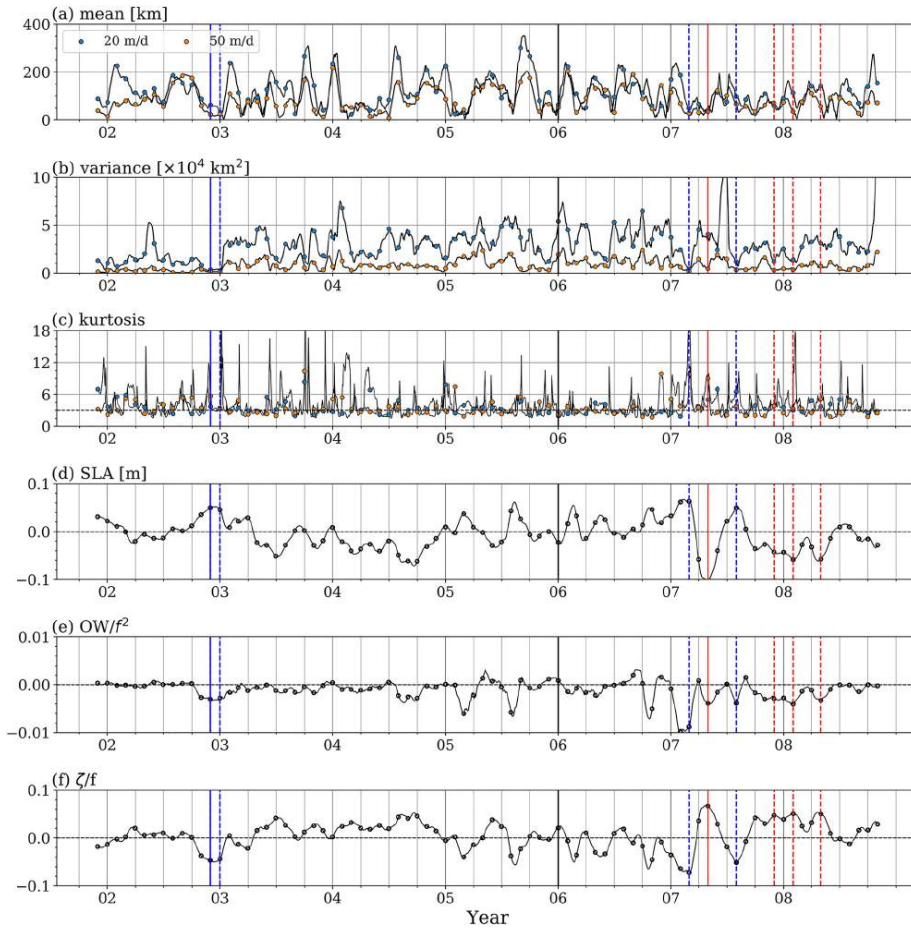 (a) mean [km]
400
200
0
20 m/d 50 m/d
02 03 04 05 06 07 08
(b) variance [×10⁴ km²]
10
5
0
02 03 04 05 06 07 08
(c) kurtosis
18
12
6
0
02 03 04 05 06 07 08
(d) SLA [m]
0.1
0.0
−0.1
02 03 04 05 06 07 08
(e) OW/f²
0.01
0.00
−0.01
02 03 04 05 06 07 08
(f) ζ/f
0.1
0.0
−0.1
02 03 04 05 06 07 08
Year